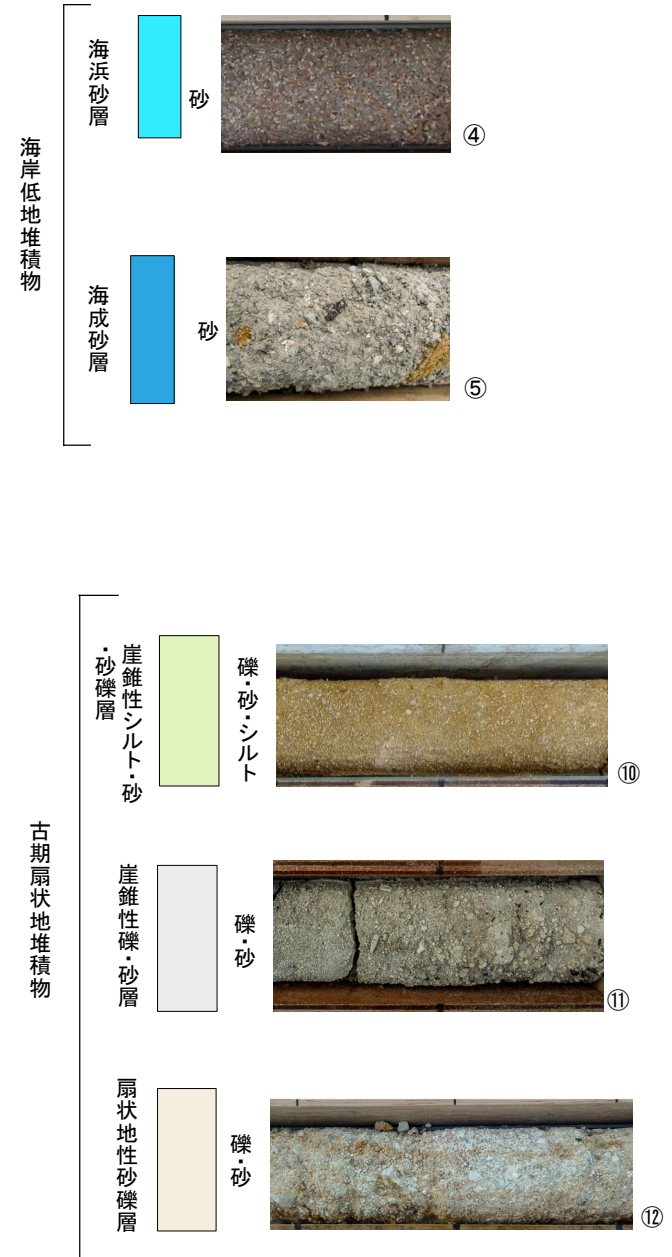 海岸低地堆積物
海浜砂層
砂
④
海成砂層
砂
⑤
古期扇状地堆積物
崖錐性シルト・砂
・砂礫層
礫・砂・シルト
⑩
崖錐性礫・砂層
礫・砂
⑪
扇状地性砂礫層
礫・砂
⑫